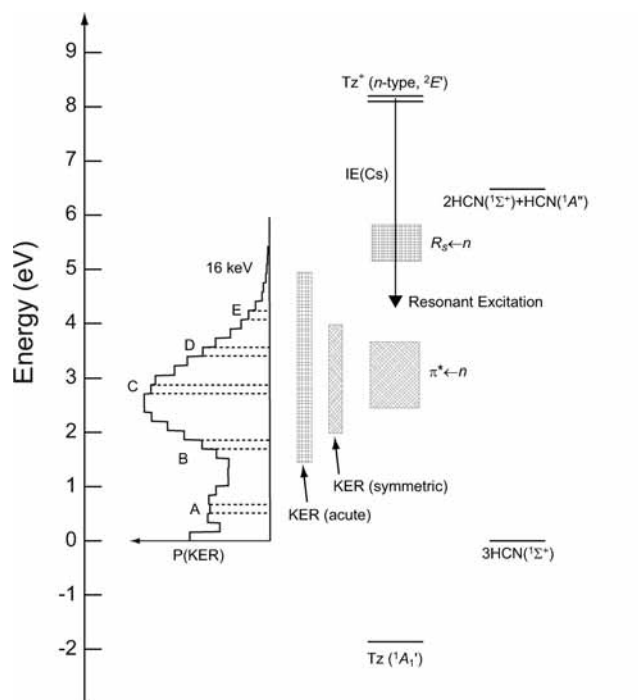 Energy (eV)
9
8
7
6
5
4
3
2
1
0
-1
-2
16 keV
E
D
C
B
A
P(KER)
KER (acute)
KER (symmetric)
Tz⁺ (n-type, ²E')
IE(Cs)
2HCN(¹Σ⁺)+HCN(¹A")
Rₛ←n
Resonant Excitation
π*←n
3HCN(¹Σ⁺)
Tz (¹A₁')